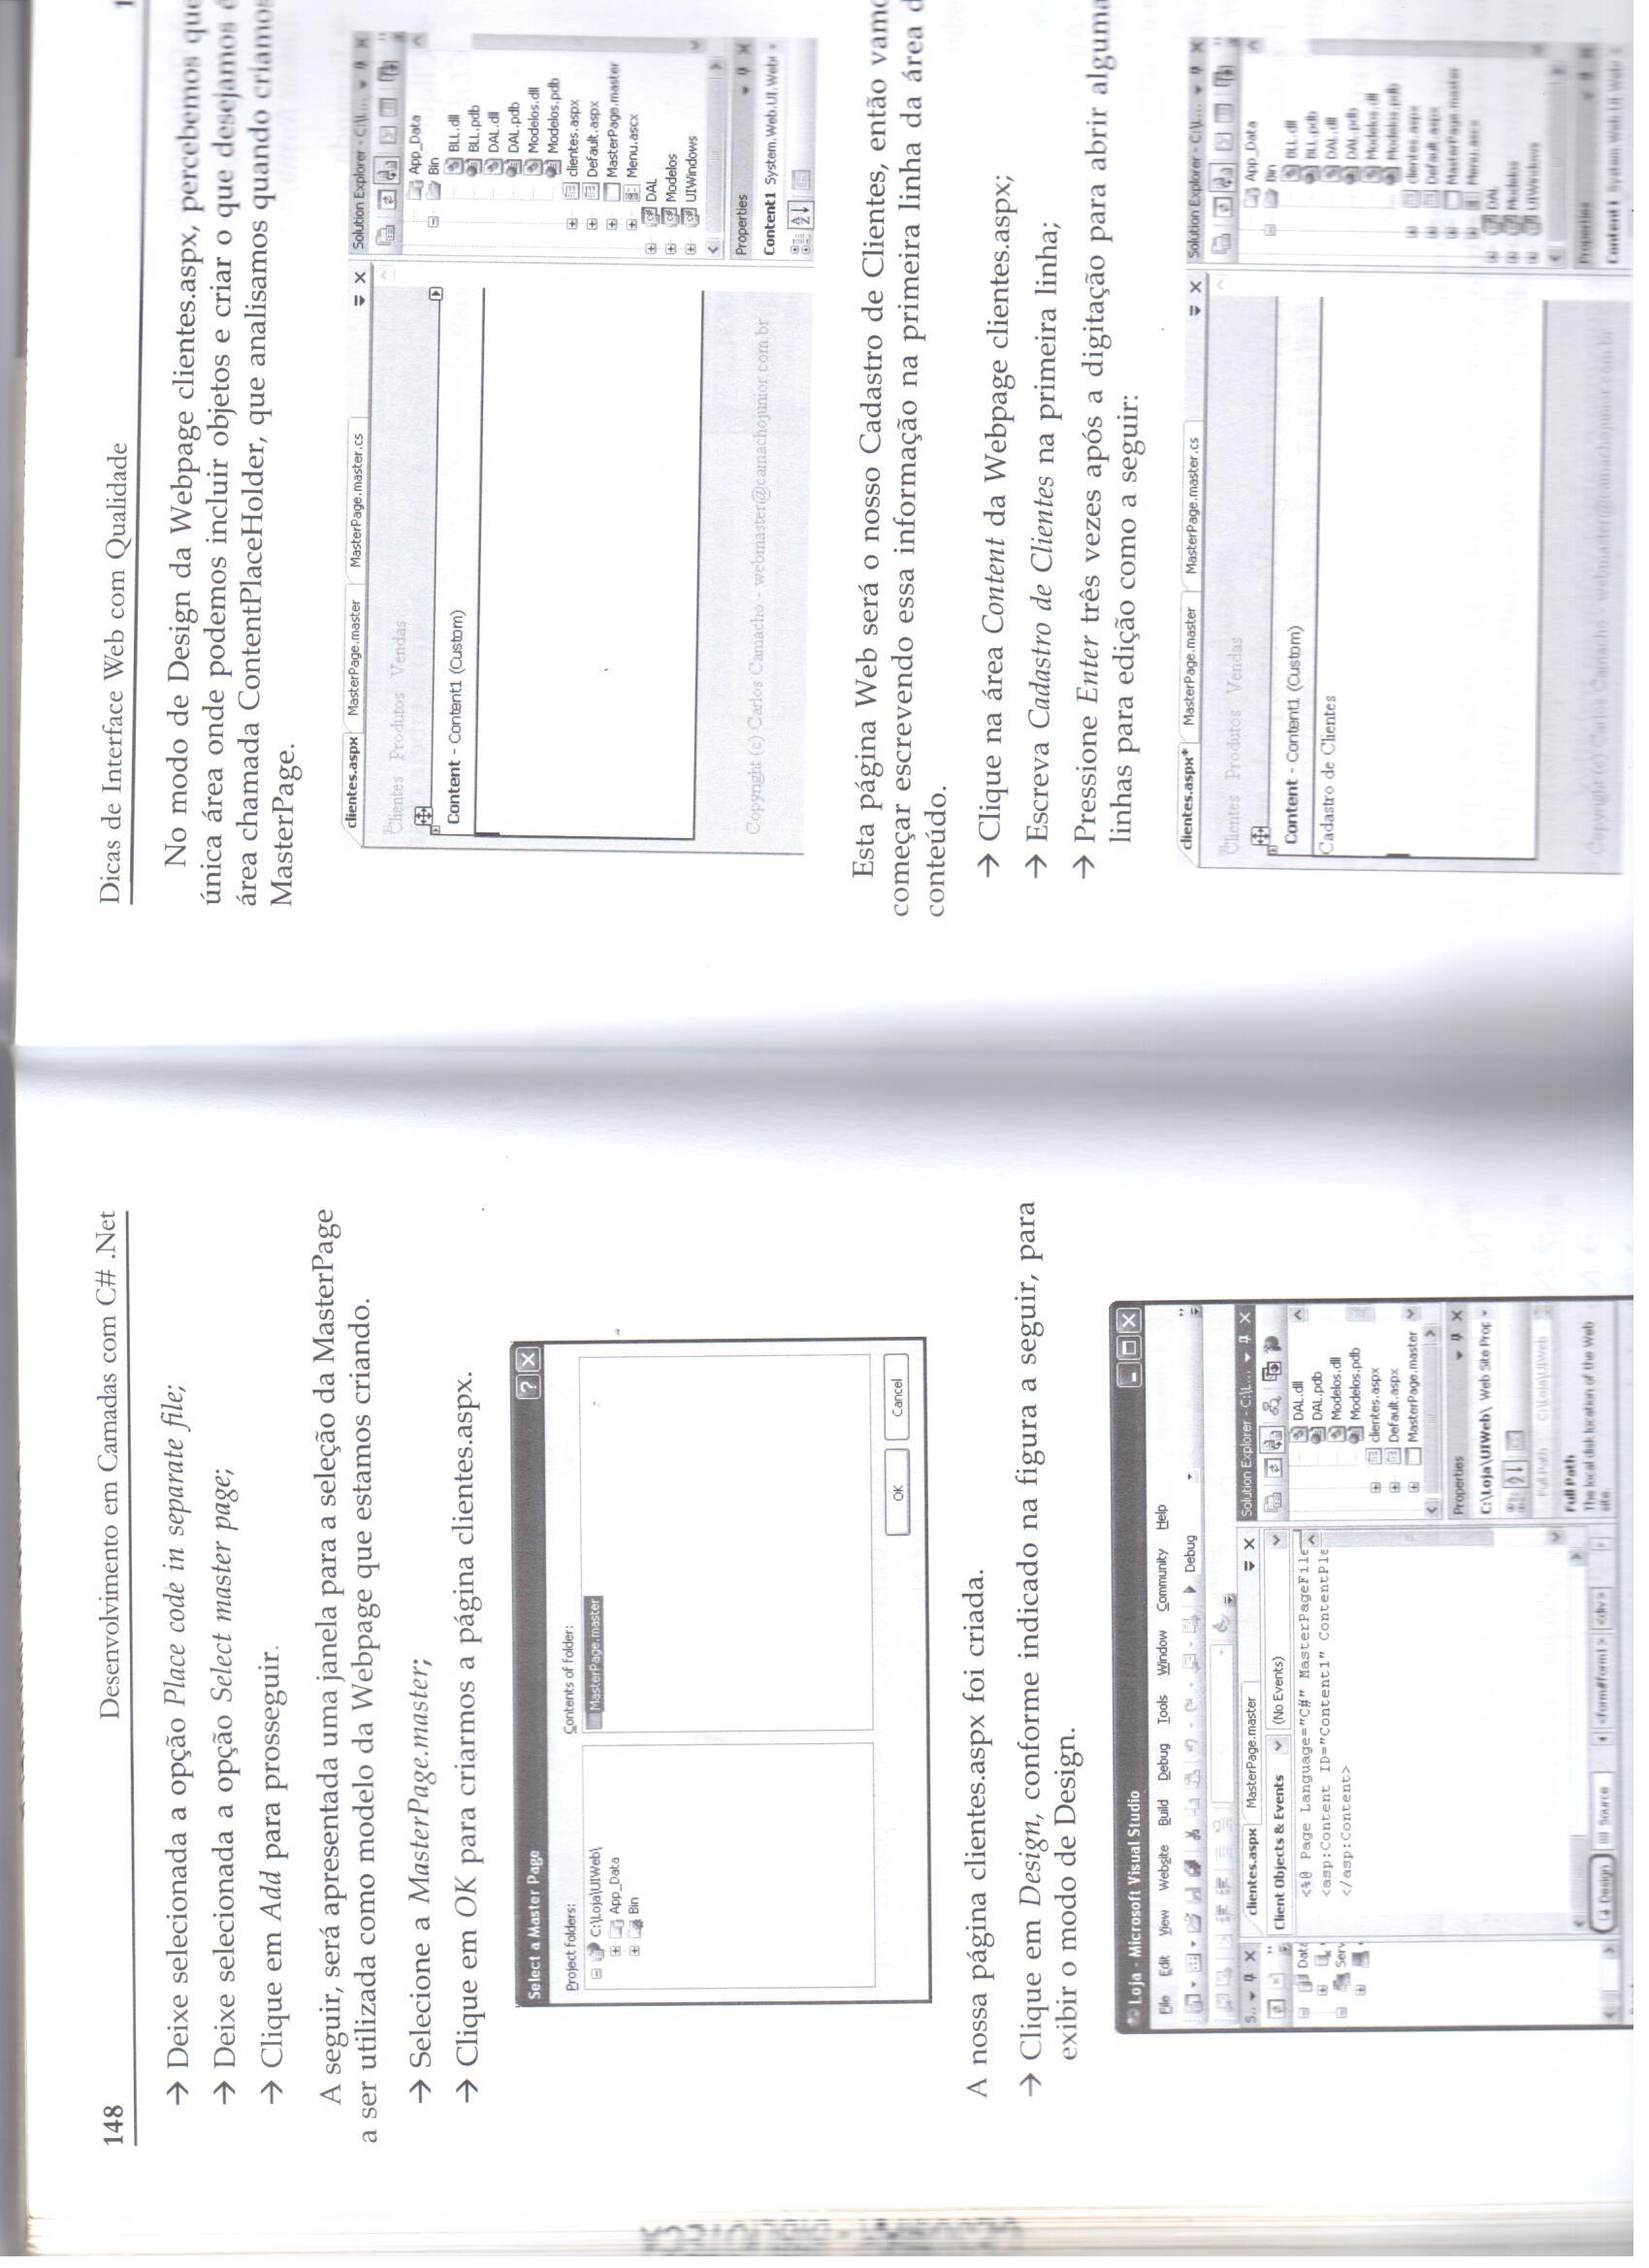 148 Desenvolvimento em Camadas com C# .Net
→ Deixe selecionada a opção Place code in separate file;
→ Deixe selecionada a opção Select master page;
→ Clique em Add para prosseguir.
A seguir, será apresentada uma janela para a seleção da MasterPage
a ser utilizada como modelo da Webpage que estamos criando.
→ Selecione a MasterPage.master;
→ Clique em OK para criarmos a página clientes.aspx.
Select a Master Page
Project folders:
C:\Loja\UIWeb\
App_Data
Bin
Contents of folder:
MasterPage.master
OK Cancel
A nossa página clientes.aspx foi criada.
→ Clique em Design, conforme indicado na figura a seguir, para
exibir o modo de Design.
Loja - Microsoft Visual Studio
File Edit View Website Build Debug Tools Window Community Help
Debug
S..
Data
Serv
clientes.aspx MasterPage.master
Client Objects & Events (No Events)
<%@ Page Language="C#" MasterPageFile
<asp:Content ID="Content1" ContentPla
</asp:Content>
Design Source <form#form1> <div>
Solution Explorer - C:\L...
DAL.dll
DAL.pdb
Modelos.dll
Modelos.pdb
clientes.aspx
Default.aspx
MasterPage.master
Properties
C:\Loja\UIWeb\ Web Site Prop
Full Path C:\Loja\UIWeb
Full Path
The local disk location of the Web
site.
Dicas de Interface Web com Qualidade 1
No modo de Design da Webpage clientes.aspx, percebemos que
única área onde podemos incluir objetos e criar o que desejamos é
área chamada ContentPlaceHolder, que analisamos quando criamos
MasterPage.
clientes.aspx MasterPage.master MasterPage.master.cs
Clientes Produtos Vendas
Content - Content1 (Custom)
Copyright (c) Carlos Camacho - webmaster@camachojunior.com.br
Solution Explorer - C:\L...
App_Data
Bin
BLL.dll
BLL.pdb
DAL.dll
DAL.pdb
Modelos.dll
Modelos.pdb
clientes.aspx
Default.aspx
MasterPage.master
Menu.ascx
DAL
Modelos
UIWindows
Properties
Content1 System.Web.UI.Web
Esta página Web será o nosso Cadastro de Clientes, então vamo
começar escrevendo essa informação na primeira linha da área d
conteúdo.
→ Clique na área Content da Webpage clientes.aspx;
→ Escreva Cadastro de Clientes na primeira linha;
→ Pressione Enter três vezes após a digitação para abrir alguma
linhas para edição como a seguir:
clientes.aspx* MasterPage.master MasterPage.master.cs
Clientes Produtos Vendas
Content - Content1 (Custom)
Cadastro de Clientes
Copyright (c) Carlos Camacho - webmaster@camachojunior.com.br
Solution Explorer - C:\L...
App_Data
Bin
BLL.dll
BLL.pdb
DAL.dll
DAL.pdb
Modelos.dll
Modelos.pdb
clientes.aspx
Default.aspx
MasterPage.master
Menu.ascx
DAL
Modelos
UIWindows
Properties
Content1 System.Web.UI.Web